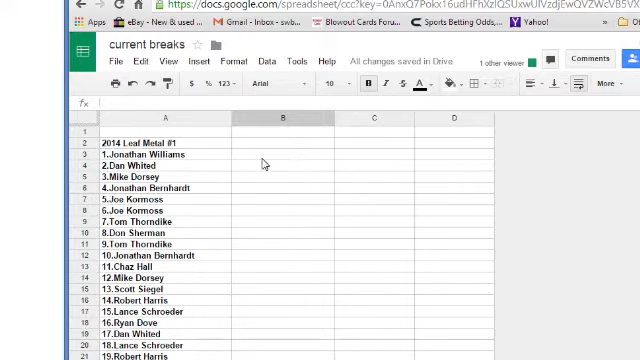 https://docs.google.com/spreadsheet/ccc?key=
eBay - New & used
Gmail - Inbox - swb...
Blowout Cards Forum...
Sports Betting Odds,...
Yahoo!
current breaks
File Edit View Insert Format Data Tools Help All changes saved in Drive
1 other viewer
Comments
$ % 123 Arial 10 B I S A More
fx
A B C D
1
2 2014 Leaf Metal #1
3 1.Jonathan Williams
4 2.Dan Whited
5 3.Mike Dorsey
6 4.Jonathan Bernhardt
7 5.Joe Kormoss
8 6.Joe Kormoss
9 7.Tom Thorndike
10 8.Don Sherman
11 9.Tom Thorndike
12 10.Jonathan Bernhardt
13 11.Chaz Hall
14 12.Mike Dorsey
15 13.Scott Siegel
16 14.Robert Harris
17 15.Lance Schroeder
18 16.Ryan Dove
19 17.Dan Whited
20 18.Lance Schroeder
21 19.Robert Harris